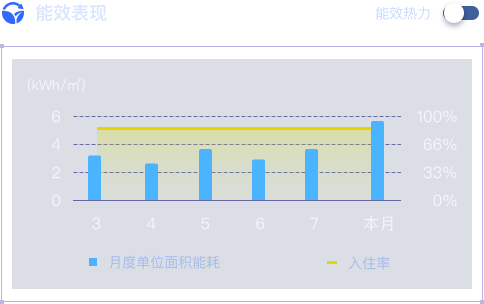 能效表现 能效热力
(kWh/㎡)
6 100%
4 66%
2 33%
0 0%
3 4 5 6 7 本月
月度单位面积能耗 入住率